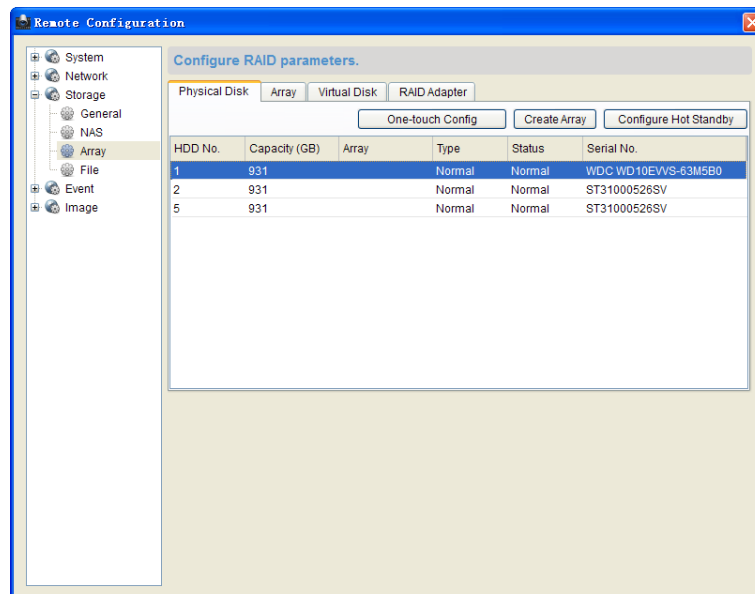 Remote Configuration
System
Network
Storage
General
NAS
Array
File
Event
Image
Configure RAID parameters.
Physical Disk Array Virtual Disk RAID Adapter
One-touch Config Create Array Configure Hot Standby
HDD No. Capacity (GB) Array Type Status Serial No.
1 931 Normal Normal WDC WD10EVVS-63M5B0
2 931 Normal Normal ST31000526SV
5 931 Normal Normal ST31000526SV